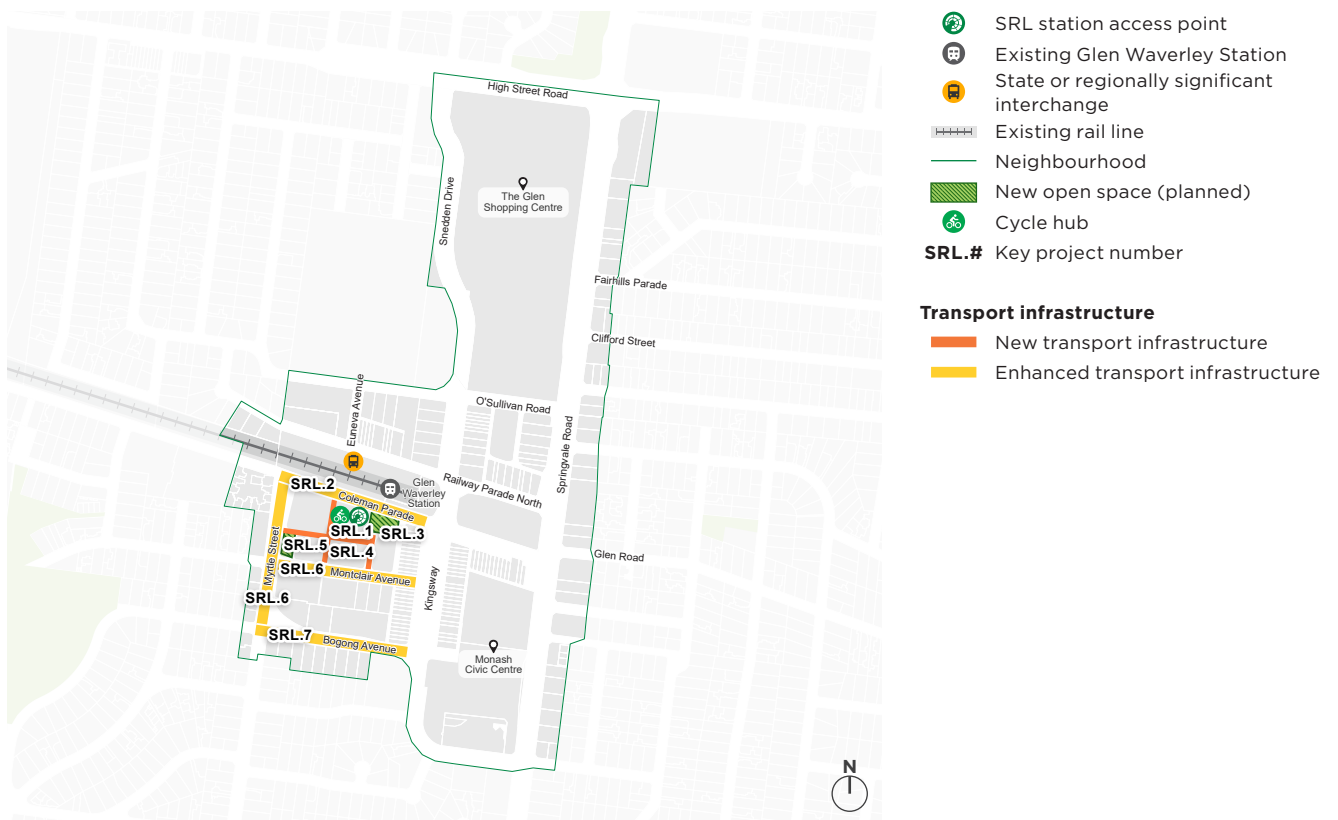 High Street Road
Snedden Drive
The Glen
Shopping Centre
Fairhills Parade
Clifford Street
Euneva Avenue
O'Sullivan Road
Springvale Road
Railway Parade North
Glen
Waverley
Station
SRL.2
Coleman Parade
SRL.1
SRL.3
SRL.5
SRL.4
Glen Road
Myrtle Street
SRL.6
Montclair Avenue
Kingsway
SRL.6
SRL.7
Bogong Avenue
Monash
Civic Centre
N
SRL station access point
Existing Glen Waverley Station
State or regionally significant
interchange
Existing rail line
Neighbourhood
New open space (planned)
Cycle hub
SRL.# Key project number
Transport infrastructure
New transport infrastructure
Enhanced transport infrastructure